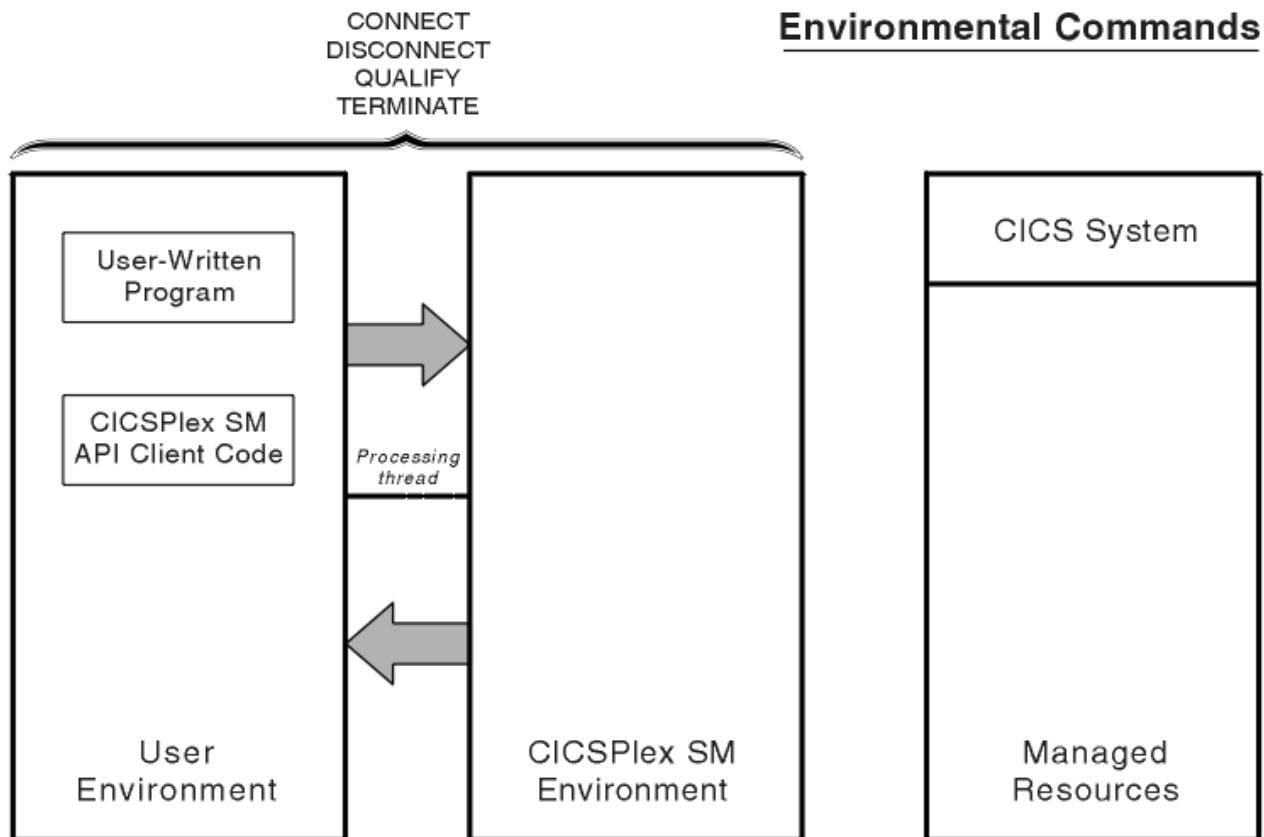 Environmental Commands
CONNECT
DISCONNECT
QUALIFY
TERMINATE
User-Written
Program
CICSPlex SM
API Client Code
Processing
thread
User
Environment
CICSPlex SM
Environment
CICS System
Managed
Resources